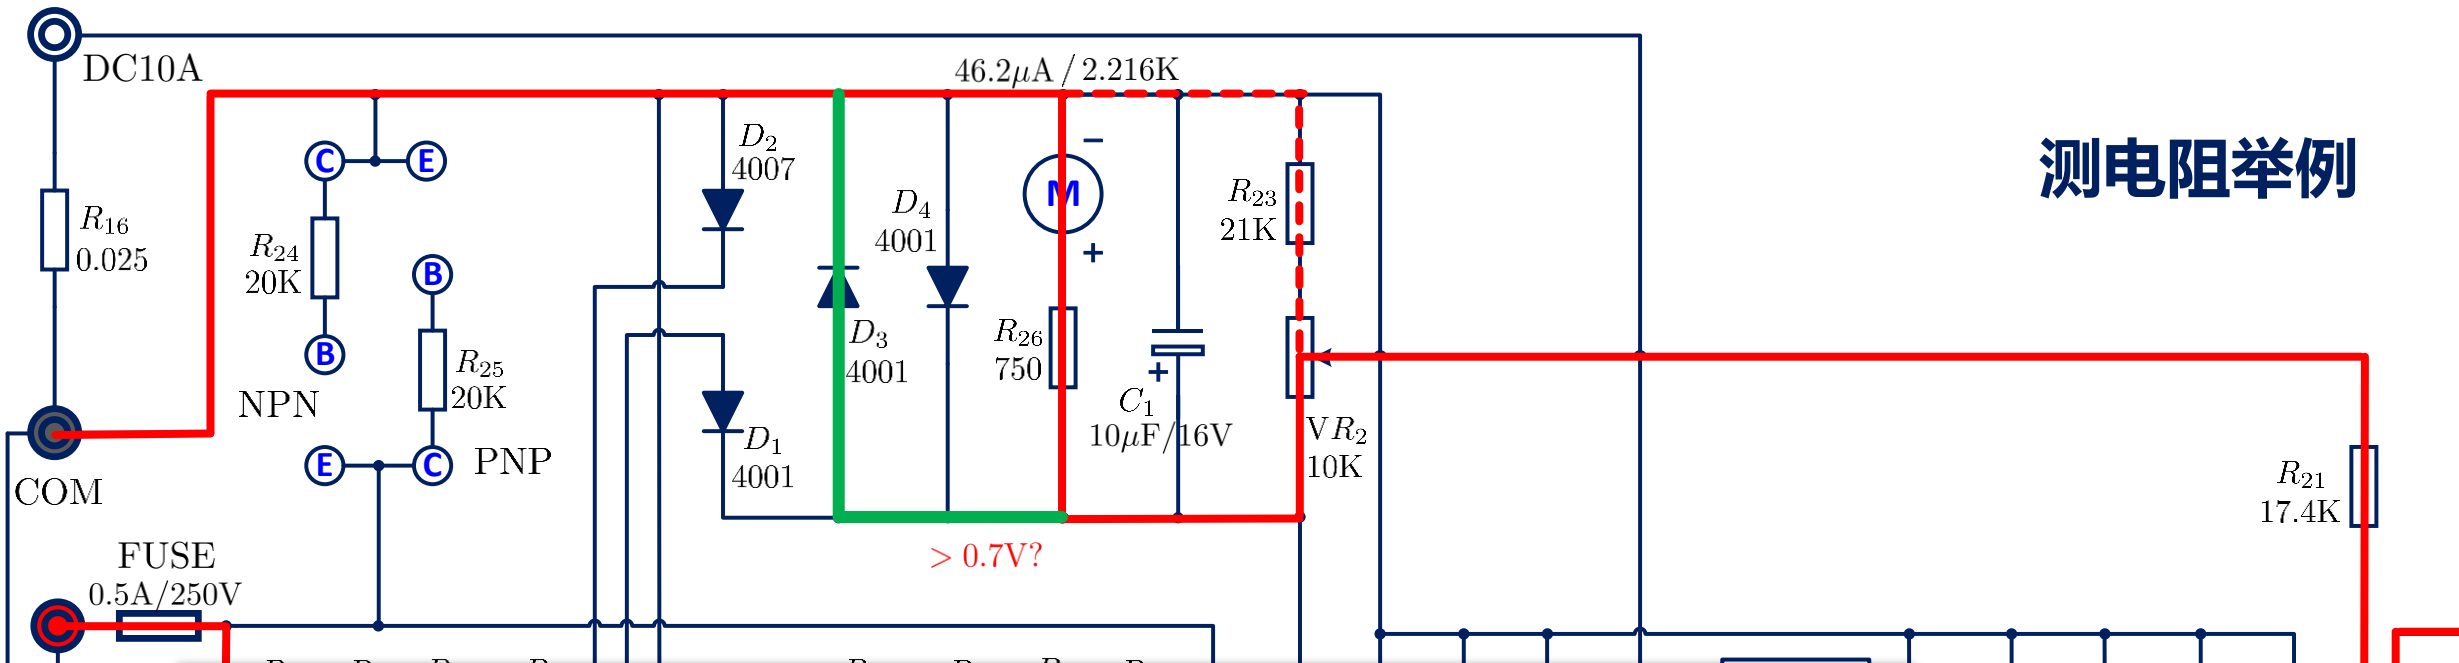 DC10A
46.2μA / 2.216K
测电阻举例
D2
4007
C
E
R16
0.025
R24
20K
B
B
D4
4001
M
−
+
R23
21K
D3
4001
R26
750
+
C1
10μF/16V
R25
20K
NPN
E
C
PNP
D1
4001
VR2
10K
R21
17.4K
COM
> 0.7V?
FUSE
0.5A/250V